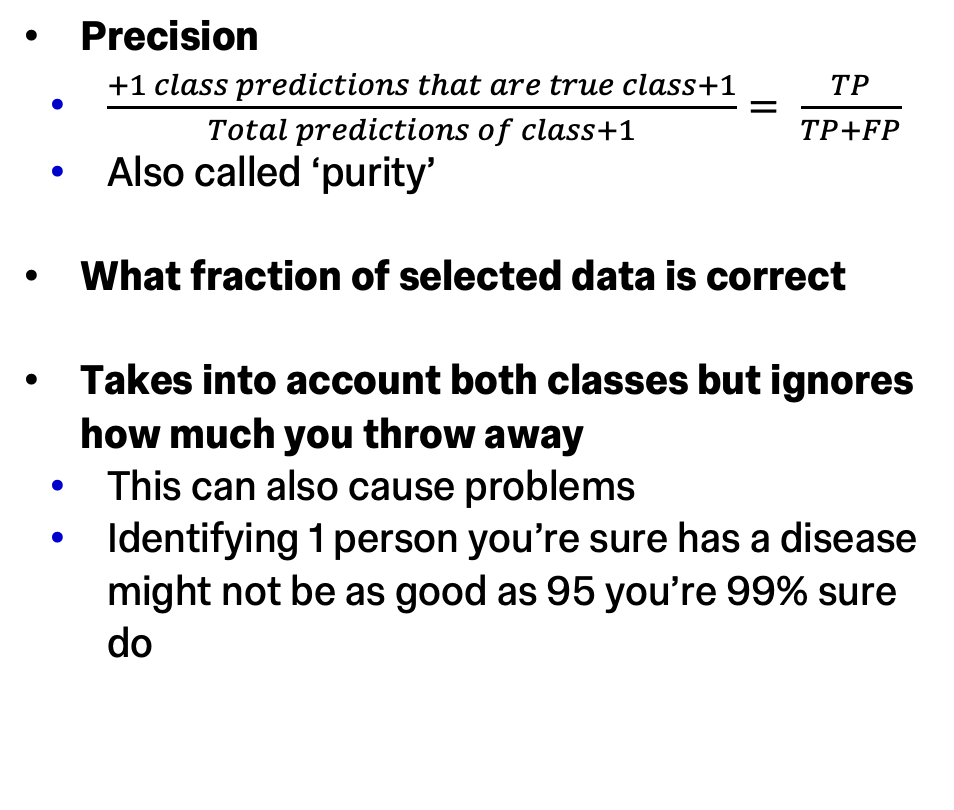 • Precision
• +1 class predictions that are true class+1 / Total predictions of class+1 = TP / TP+FP
• Also called ‘purity’
• What fraction of selected data is correct
• Takes into account both classes but ignores
how much you throw away
• This can also cause problems
• Identifying 1 person you’re sure has a disease
might not be as good as 95 you’re 99% sure
do